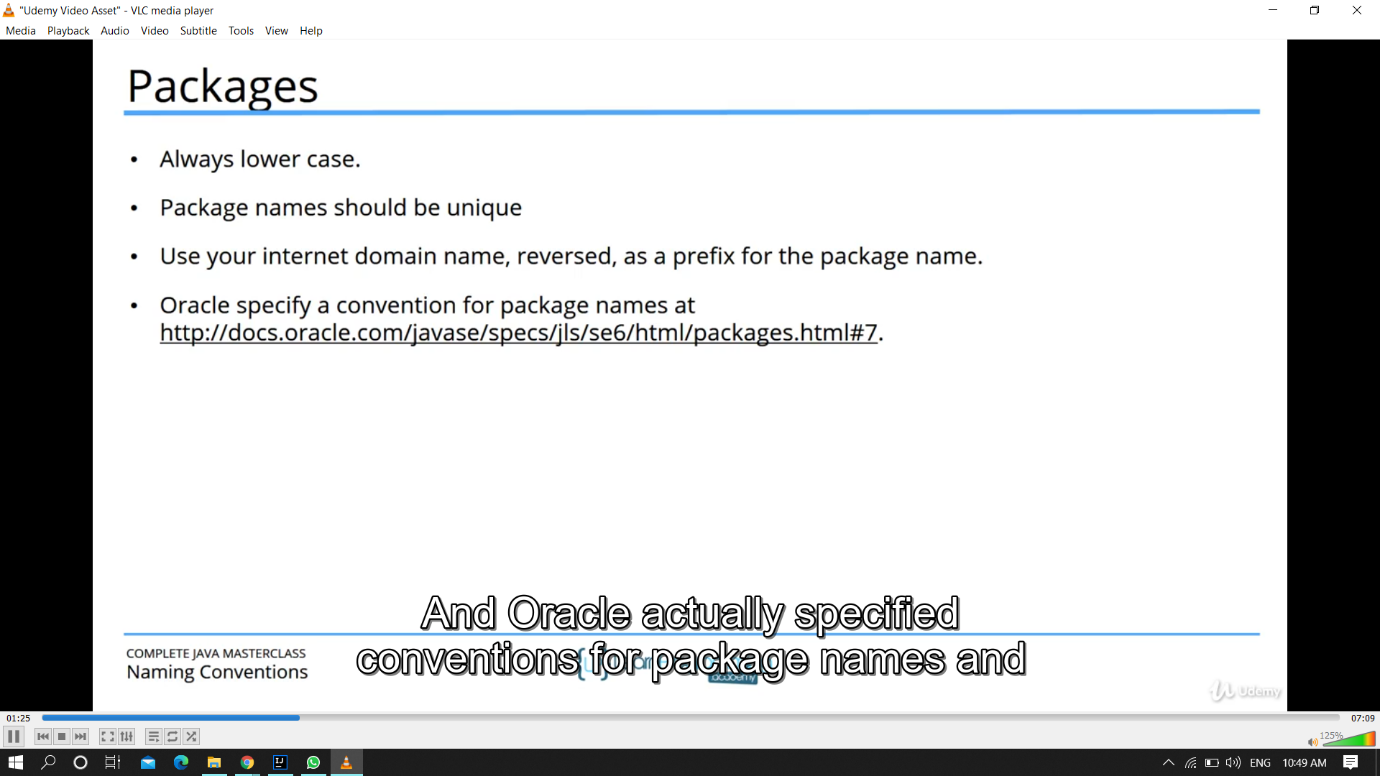 "Udemy Video Asset" - VLC media player
Media Playback Audio Video Subtitle Tools View Help
Packages
• Always lower case.
• Package names should be unique
• Use your internet domain name, reversed, as a prefix for the package name.
• Oracle specify a convention for package names at
http://docs.oracle.com/javase/specs/jls/se6/html/packages.html#7.
And Oracle actually specified
conventions for package names and
COMPLETE JAVA MASTERCLASS
Naming Conventions
academy
Udemy
01:25
07:09
125%
ENG 10:49 AM